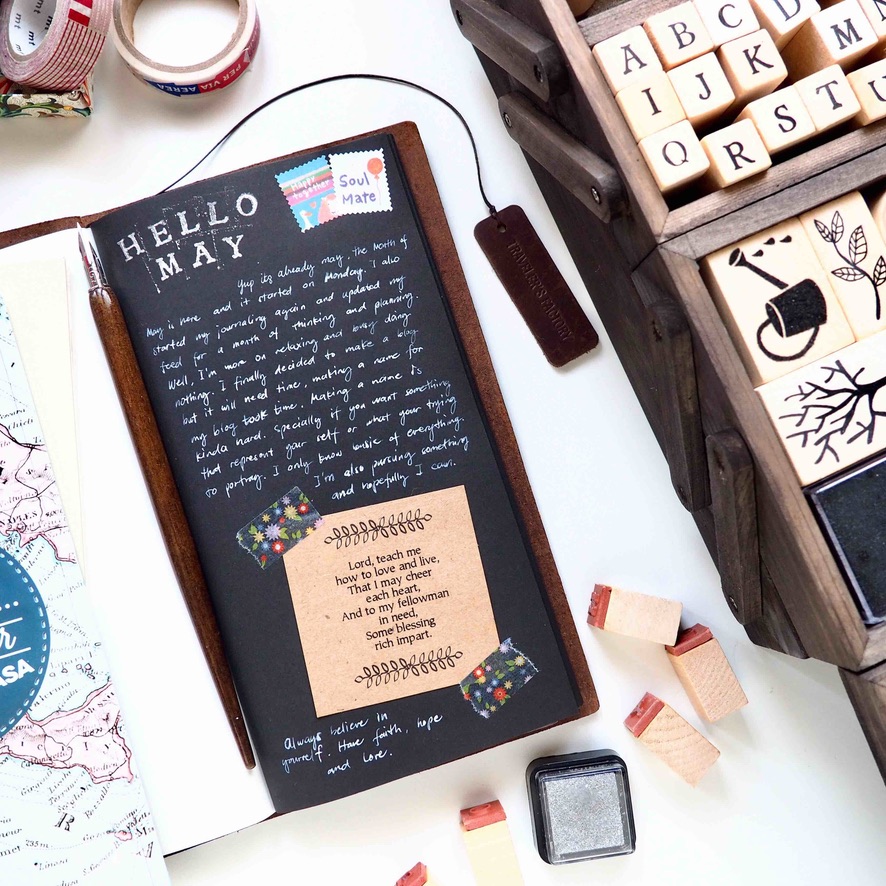 mt
PER VIA AEREA
HELLO
MAY
Happy
together
Soul
Mate
Yup its already may, the month of
May is here and it started on Monday. I also
started my journaling again and updated my
feed for a month of thinking and planning.
Well, I'm more on relaxing and busy doing
nothing. I finally decided to make a blog
but it will need time, making a name for
my blog took time. Making a name is
kinda hard. Specially if you want something
that represent your self or what your trying
to portray. I only know basic of everything.
I'm also pursuing something
and hopefully I can.
Lord, teach me
how to love and live,
That I may cheer
each heart,
And to my fellowman
in need,
Some blessing
rich impart.
Always believe in
yourself. Have faith, hope
and love.
TRAVELER'S FACTORY
A B C D M N
I J K
S T U
Q R